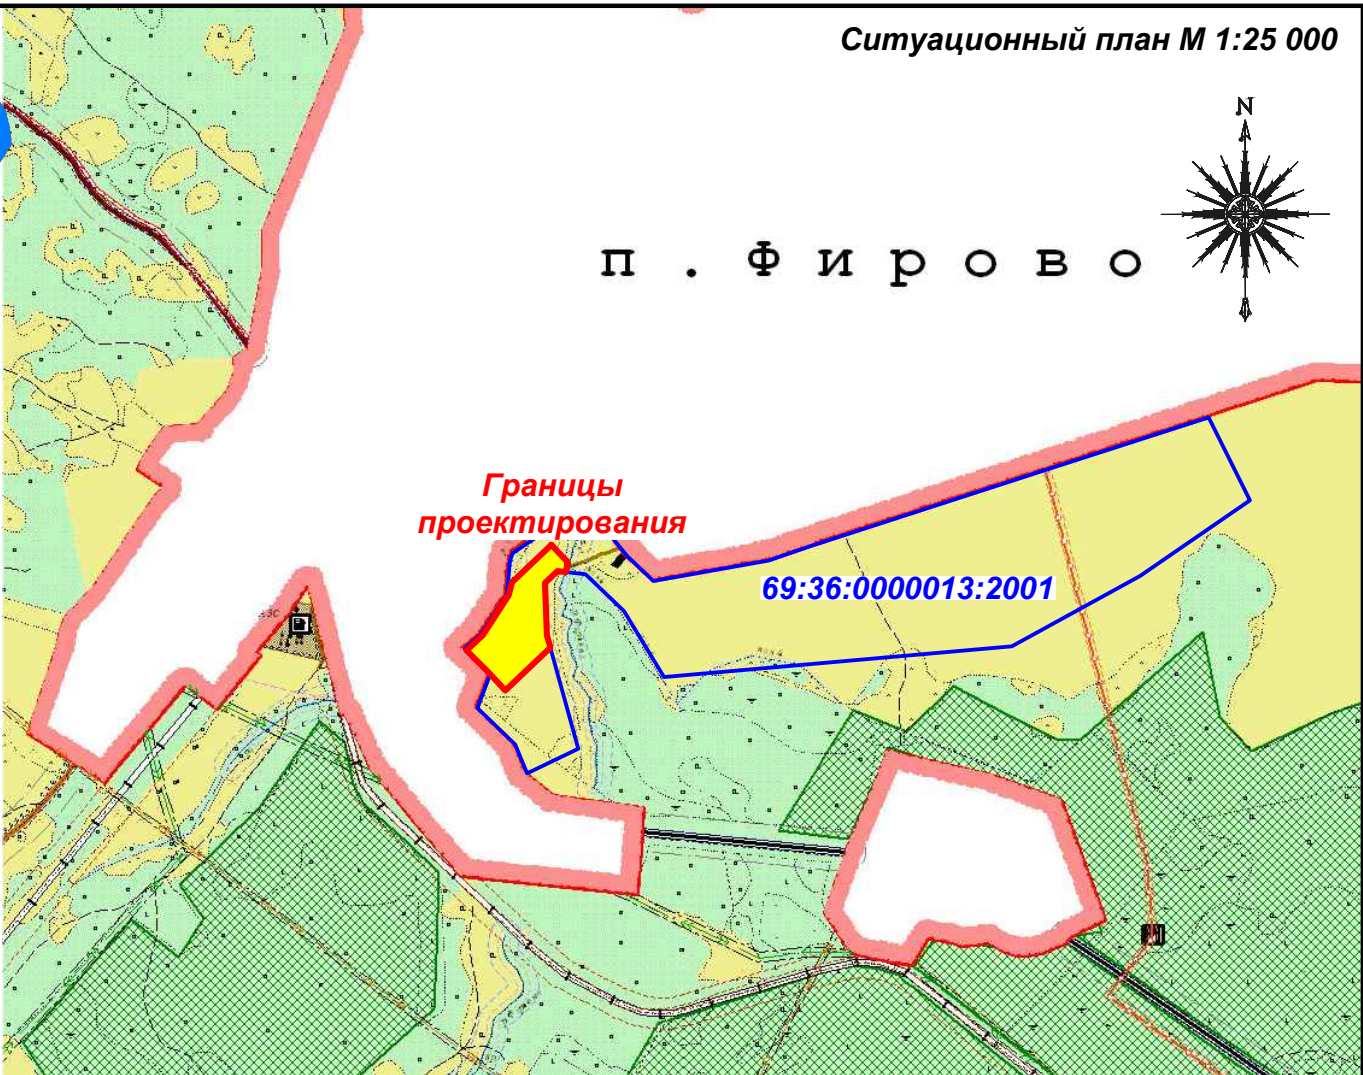 Ситуационный план М 1:25 000
N
п. Фирово
Границы
проектирования
69:36:0000013:2001